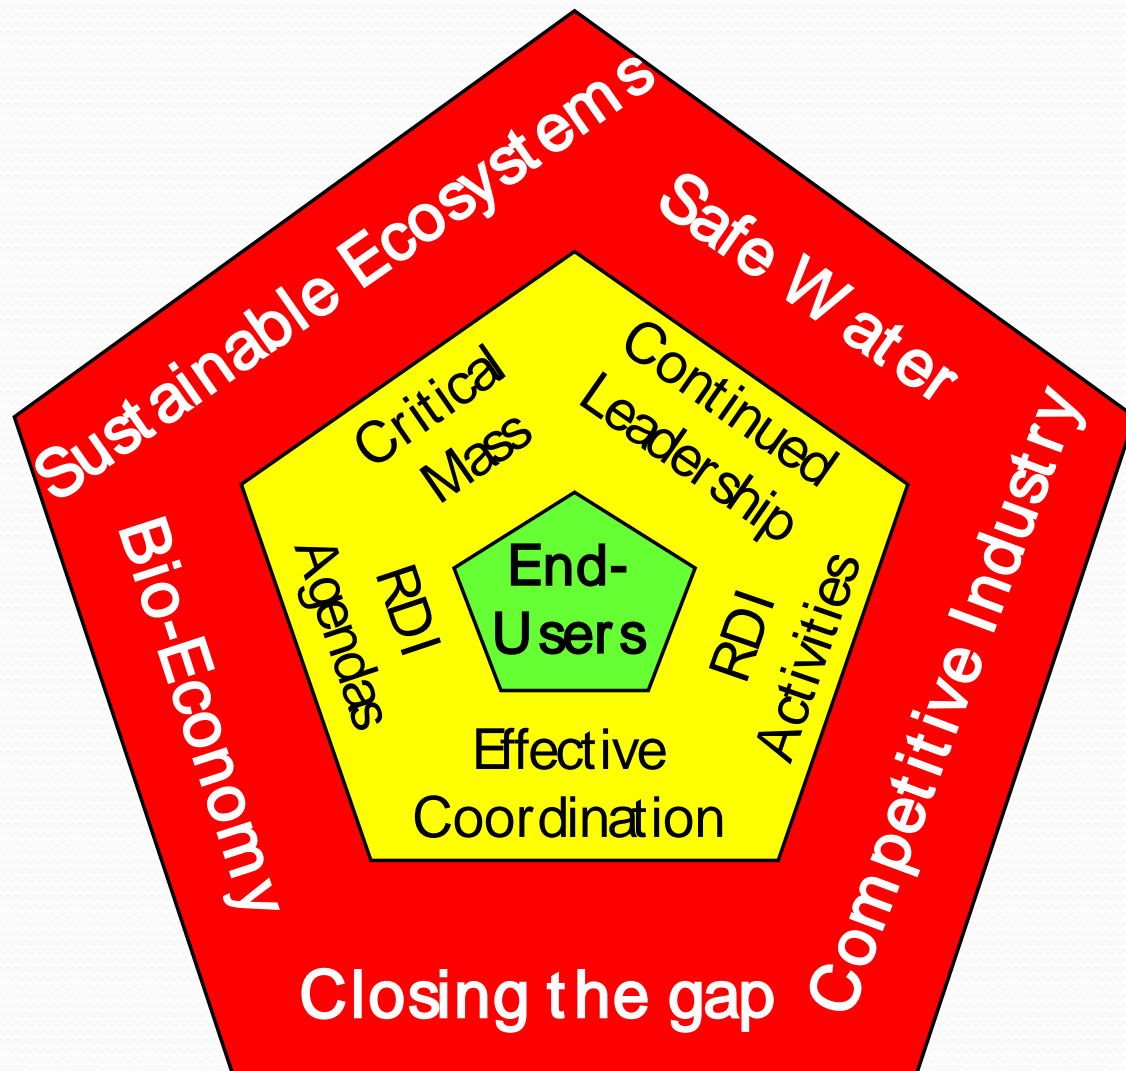 Sustainable Ecosystems
Safe Water
Competitive Industry
Closing the gap
Bio-Economy
Critical
Mass
Continued
Leadership
RDI
Activities
Effective
Coordination
RDI
Agendas
End-
Users